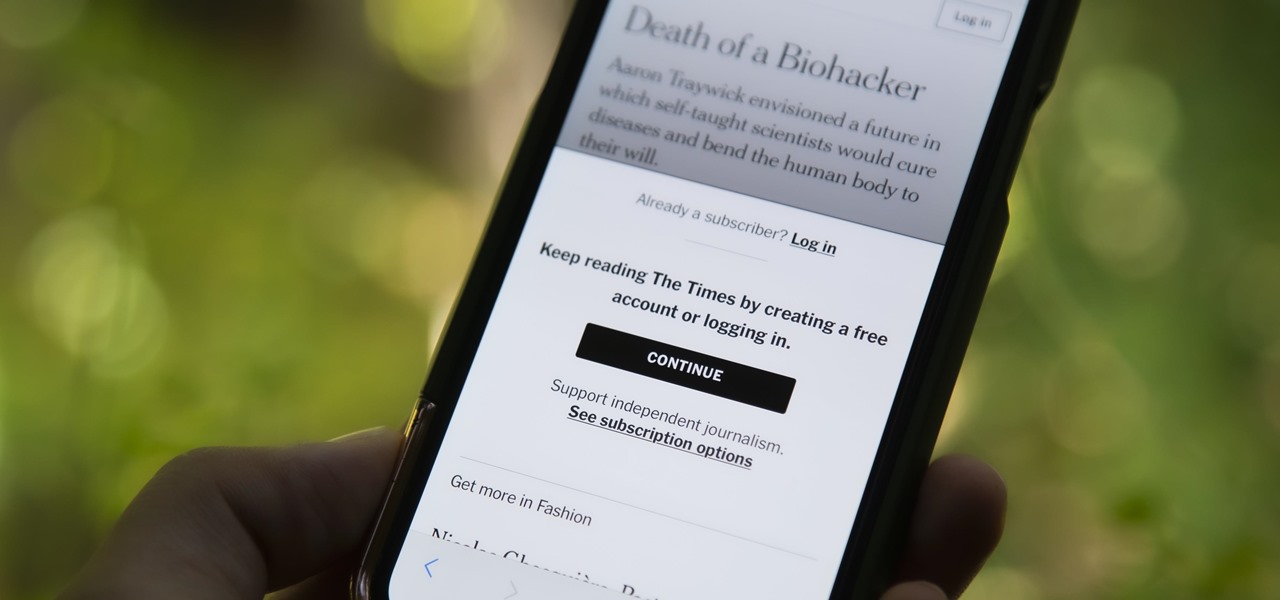 Log in
Death of a Biohacker
Aaron Traywick envisioned a future in
which self-taught scientists would cure
diseases and bend the human body to
their will.
Already a subscriber? Log in
Keep reading The Times by creating a free
account or logging in.
CONTINUE
Support independent journalism.
See subscription options
Get more in Fashion
Nicolas Ghesquière,